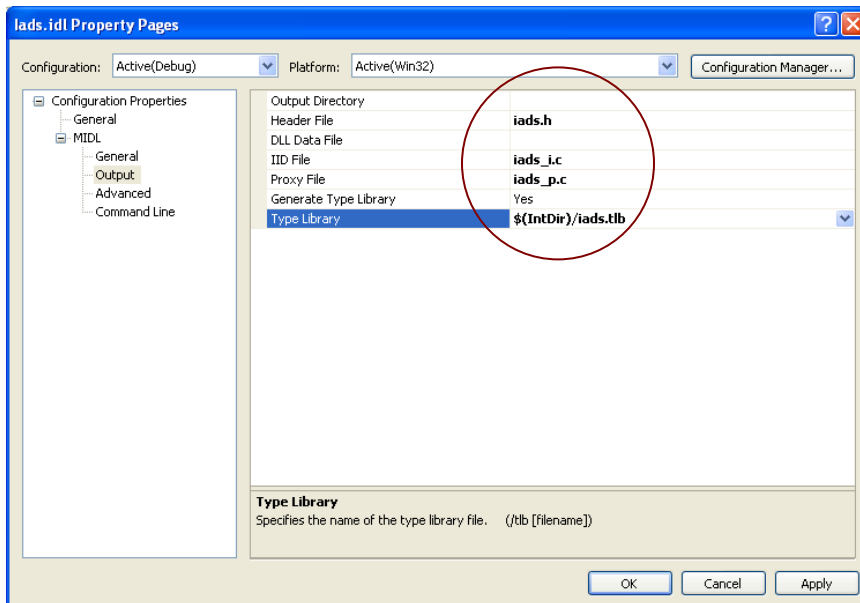 Iads.idl Property Pages
Configuration: Active(Debug) Platform: Active(Win32) Configuration Manager...
Configuration Properties
General
MIDL
General
Output
Advanced
Command Line
Output Directory
Header File iads.h
DLL Data File
IID File iads_i.c
Proxy File iads_p.c
Generate Type Library Yes
Type Library $(IntDir)/iads.tlb
Type Library
Specifies the name of the type library file. (/tlb [filename])
OK Cancel Apply